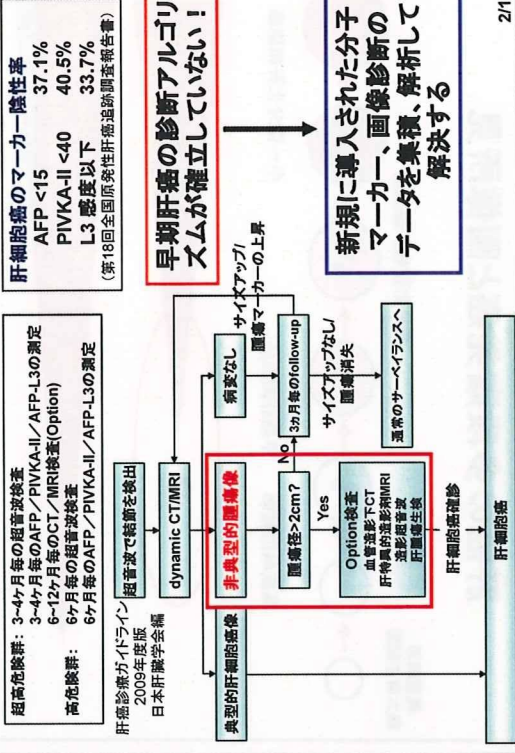 超高危険群： 3~4ヶ月毎の超音波検査
3~4ヶ月毎のAFP／PIVKA-II／AFP-L3の測定
6~12ヶ月毎のCT／MRI検査(Option)
高危険群： 6ヶ月毎の超音波検査
6ヶ月毎のAFP／PIVKA-II／AFP-L3の測定
肝細胞癌のマーカー陰性率
AFP <15 37.1%
PIVKA-II <40 40.5%
L3 感度以下 33.7%
（第18回全国原発性肝癌追跡調査報告書）
肝癌診療ガイドライン
2009年度版
日本肝臓学会編
超音波で結節を検出
dynamic CT/MRI
典型的肝細胞癌像
非典型的腫瘍像
病変なし
腫瘍径>2cm?
No
Yes
3ヵ月毎のfollow-up
サイズアップ/
腫瘍マーカーの上昇
サイズアップなし/
腫瘍消失
通常のサーベイランスへ
Option検査
血管造影下CT
肝特異的造影剤MRI
造影超音波
肝腫瘍生検
肝細胞癌確診
肝細胞癌
早期肝癌の診断アルゴリ
ズムが確立していない！
新規に導入された分子
マーカー、画像診断の
データを集積、解析して
解決する
2/1